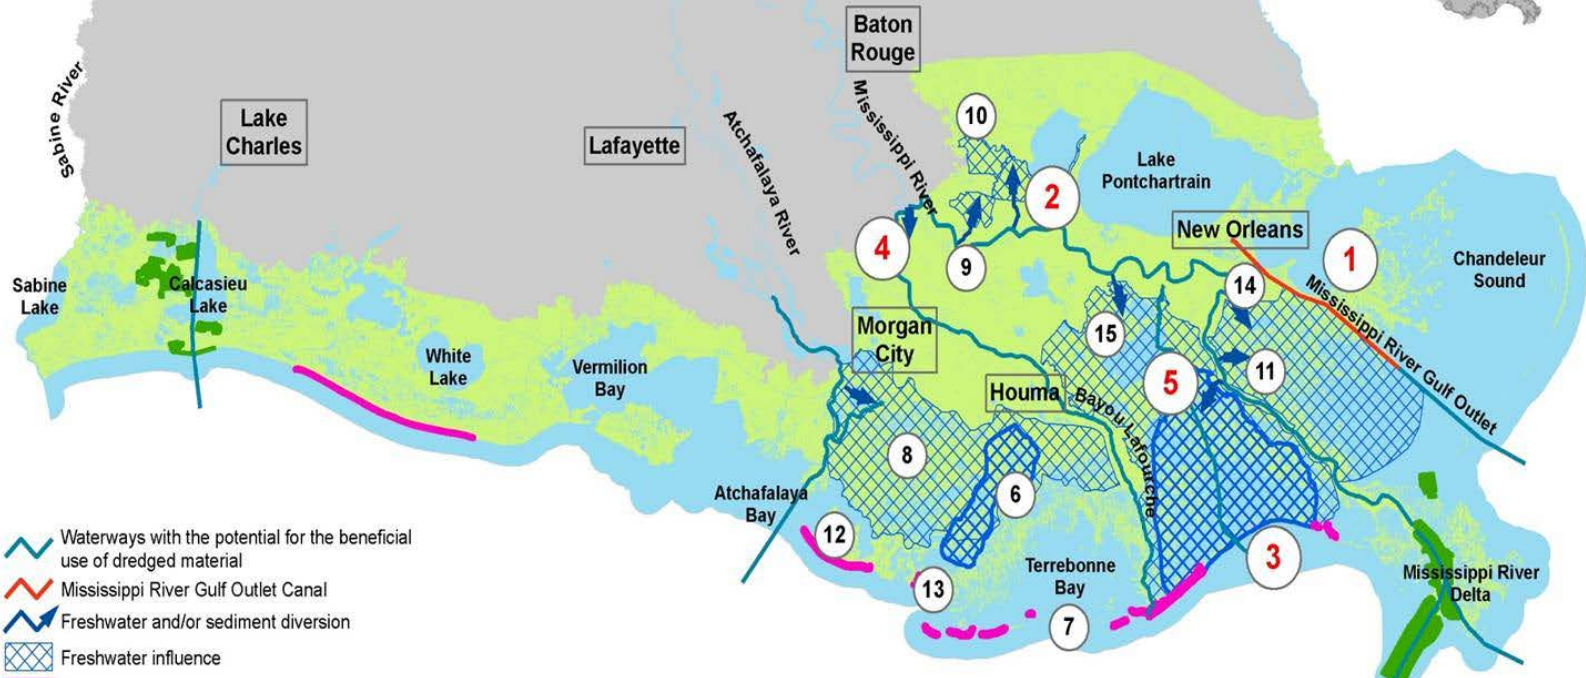 Baton
Rouge
Sabine River
Lake
Charles
Lafayette
Atchafalaya River
Mississippi River
10
Lake
Pontchartrain
2
4
9
New Orleans
1
Chandeleur
Sound
Sabine
Lake
Calcasieu
Lake
14
Mississippi River Gulf Outlet
Morgan
City
15
White
Lake
Vermilion
Bay
Houma
Bayou Lafourche
5
11
8
6
Atchafalaya
Bay
12
13
Terrebonne
Bay
7
3
Mississippi River
Delta
Waterways with the potential for the beneficial
use of dredged material
Mississippi River Gulf Outlet Canal
Freshwater and/or sediment diversion
Freshwater influence